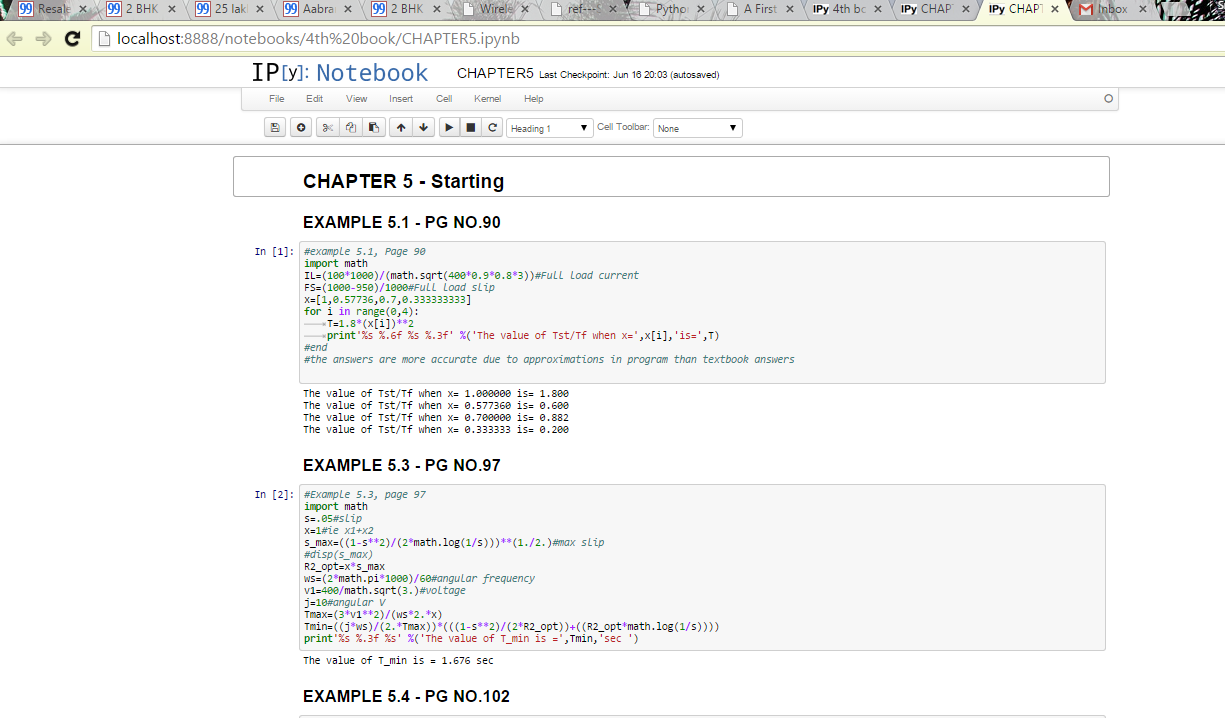 99 Resale × 99 2 BHK × 99 25 lak × 99 Aabra × 99 2 BHK × Wirele × ref---S × Pytho × A First × IPy 4th bo × IPy CHAP × IPy CHAPT × Inbox ×
localhost:8888/notebooks/4th%20book/CHAPTER5.ipynb
IP[y]: Notebook CHAPTER5 Last Checkpoint: Jun 16 20:03 (autosaved)
File Edit View Insert Cell Kernel Help
Heading 1 Cell Toolbar: None
CHAPTER 5 - Starting
EXAMPLE 5.1 - PG NO.90
In [1]: #example 5.1, Page 90
import math
IL=(100*1000)/(math.sqrt(400*0.9*0.8*3))#Full load current
FS=(1000-950)/1000#Full load slip
x=[1,0.57736,0.7,0.333333333]
for i in range(0,4):
T=1.8*(x[i])**2
print'%s %.6f %s %.3f' %('The value of Tst/Tf when x=',x[i],'is=',T)
#end
#the answers are more accurate due to approximations in program than textbook answers
The value of Tst/Tf when x= 1.000000 is= 1.800
The value of Tst/Tf when x= 0.577360 is= 0.600
The value of Tst/Tf when x= 0.700000 is= 0.882
The value of Tst/Tf when x= 0.333333 is= 0.200
EXAMPLE 5.3 - PG NO.97
In [2]: #Example 5.3, page 97
import math
s=.05#slip
x=1#ie x1+x2
s_max=((1-s**2)/(2*math.log(1/s)))**(1./2.)#max slip
#disp(s_max)
R2_opt=x*s_max
ws=(2*math.pi*1000)/60#angular frequency
v1=400/math.sqrt(3.)#voltage
j=10#angular V
Tmax=(3*v1**2)/(ws*2.*x)
Tmin=((j*ws)/(2.*Tmax))*(((1-s**2)/(2*R2_opt))+((R2_opt*math.log(1/s))))
print'%s %.3f %s' %('The value of T_min is =',Tmin,'sec ')
The value of T_min is = 1.676 sec
EXAMPLE 5.4 - PG NO.102